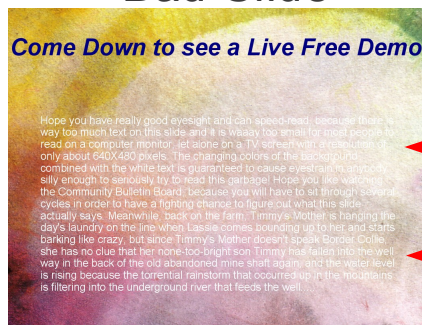 Bad Slide
Come Down to see a Live Free Demo
Hope you have really good eyesight and can speed-read, because there is
way too much text on this slide and it is waaay too small for most people to
read on a computer monitor, let alone on a TV screen with a resolution of
only about 640X480 pixels. The changing colors of the background
combined with the white text is guaranteed to cause eyestrain to anyone
silly enough to seriously try to read this garbage. Hope you like watching
the Community Bulletin Board, because you will have to sit through several
cycles in order to have a fighting chance to figure out what this slide
actually says. Meanwhile, back on the farm, Timmy's Mother is hanging the
day's laundry on the line when Lassie comes bounding up to her and starts
barking like crazy, but since Timmy's Mother doesn't speak Border Collie,
she has no clue that her none-too-bright son Timmy has fallen into the well
way in the back of the old abandoned mine shaft again, and the water level
is rising because the torrential rainstorm that occurred up in the mountains
is filtering into the underground river that feeds the well...